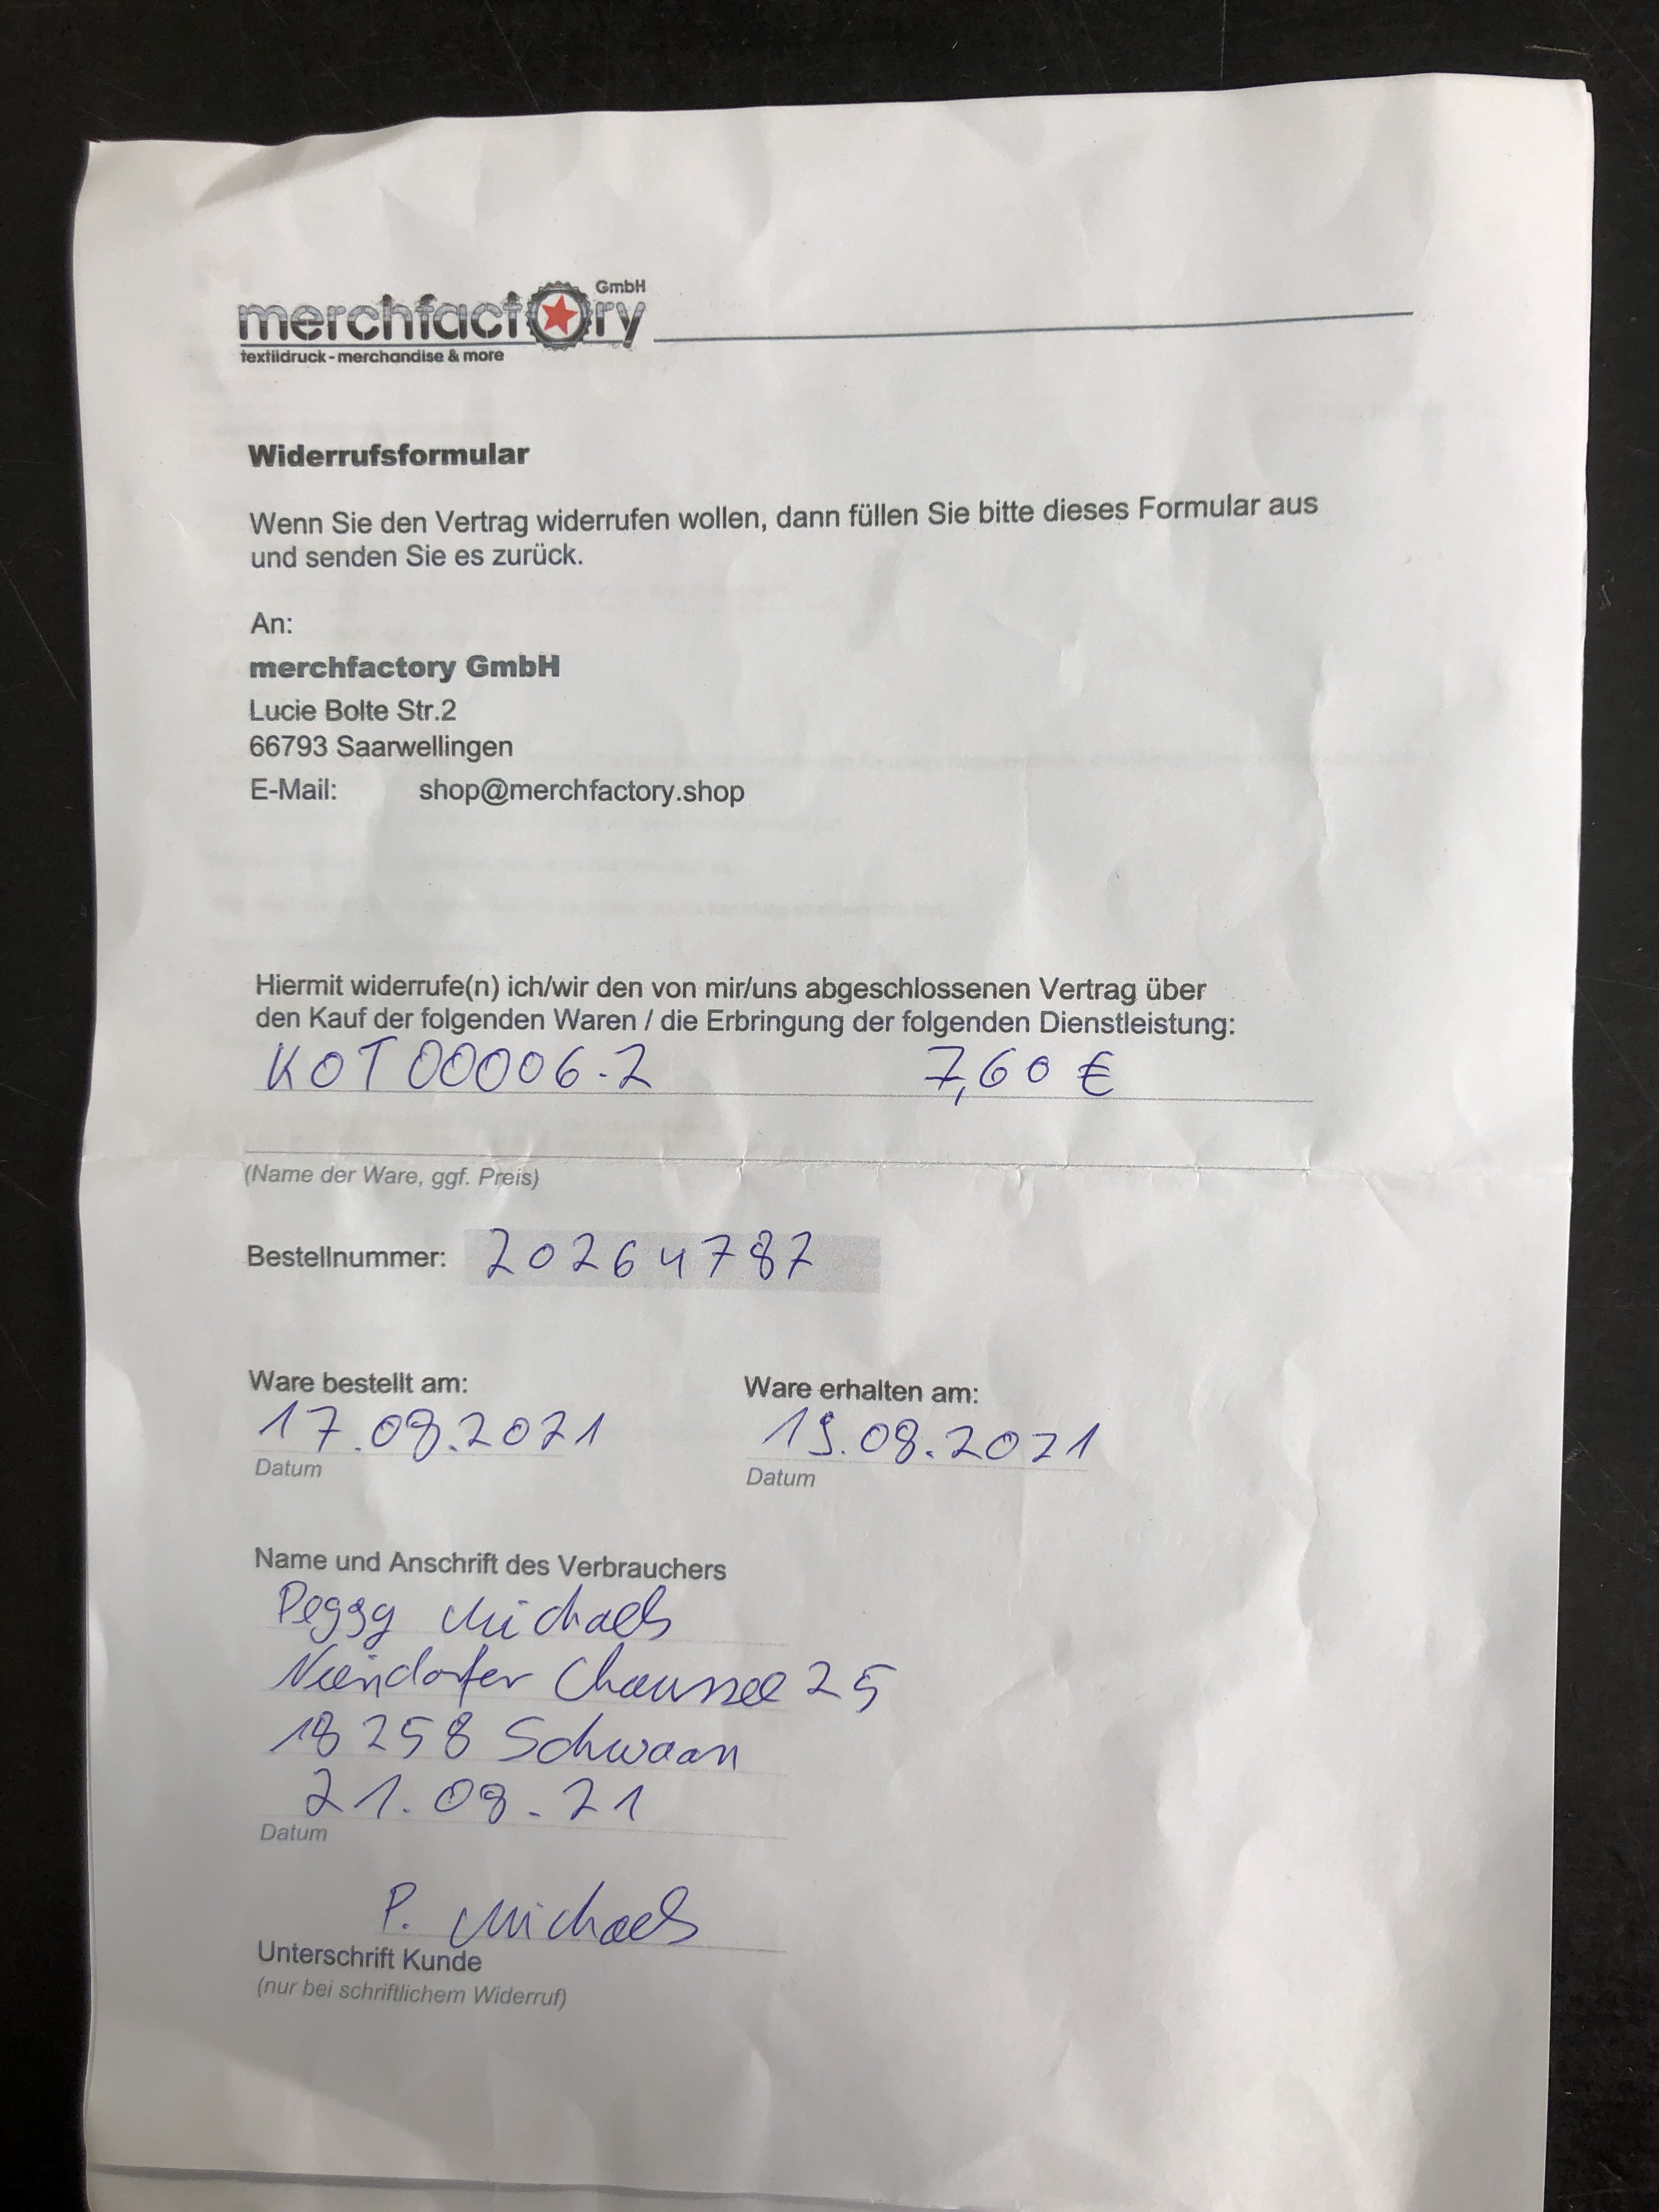 merchfactory GmbH
textildruck - merchandise & more
Widerrufsformular
Wenn Sie den Vertrag widerrufen wollen, dann füllen Sie bitte dieses Formular aus
und senden Sie es zurück.
An:
merchfactory GmbH
Lucie Bolte Str.2
66793 Saarwellingen
E-Mail: shop@merchfactory.shop
Hiermit widerrufe(n) ich/wir den von mir/uns abgeschlossenen Vertrag über
den Kauf der folgenden Waren / die Erbringung der folgenden Dienstleistung:
KOT00006-2 7,60 €
(Name der Ware, ggf. Preis)
Bestellnummer: 20264787
Ware bestellt am: Ware erhalten am:
17.08.2021 19.08.2021
Datum Datum
Name und Anschrift des Verbrauchers
Peggy Michaels
Niendorfer Chaussee 25
18258 Schwaan
21.08.21
Datum
P. Michaels
Unterschrift Kunde
(nur bei schriftlichem Widerruf)